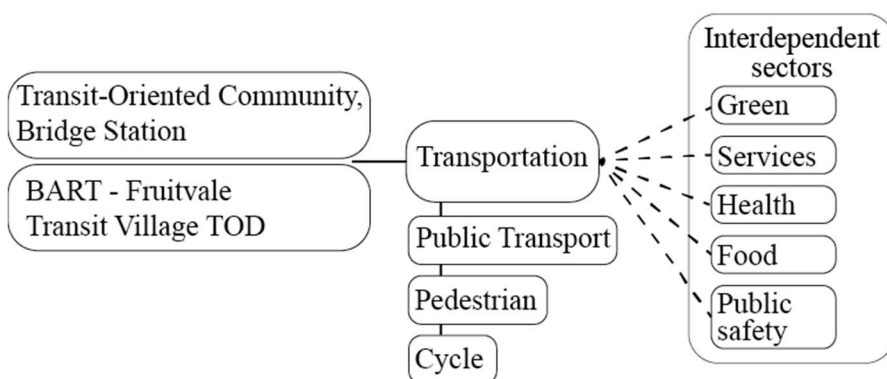 Transit-Oriented Community,
Bridge Station
BART - Fruitvale
Transit Village TOD
Transportation
Public Transport
Pedestrian
Cycle
Interdependent
sectors
Green
Services
Health
Food
Public
safety